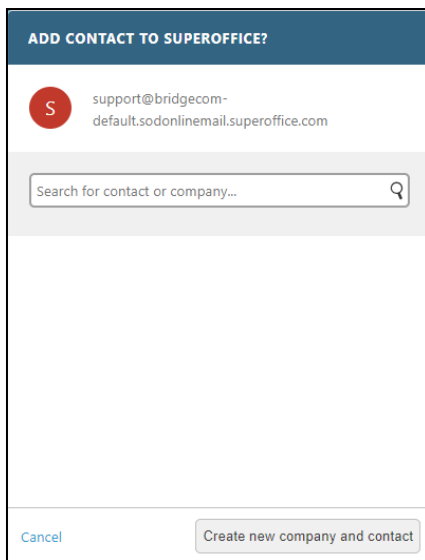 ADD CONTACT TO SUPEROFFICE?
S
support@bridgecom-
default.sodonlinemail.superoffice.com
Search for contact or company...
Cancel
Create new company and contact